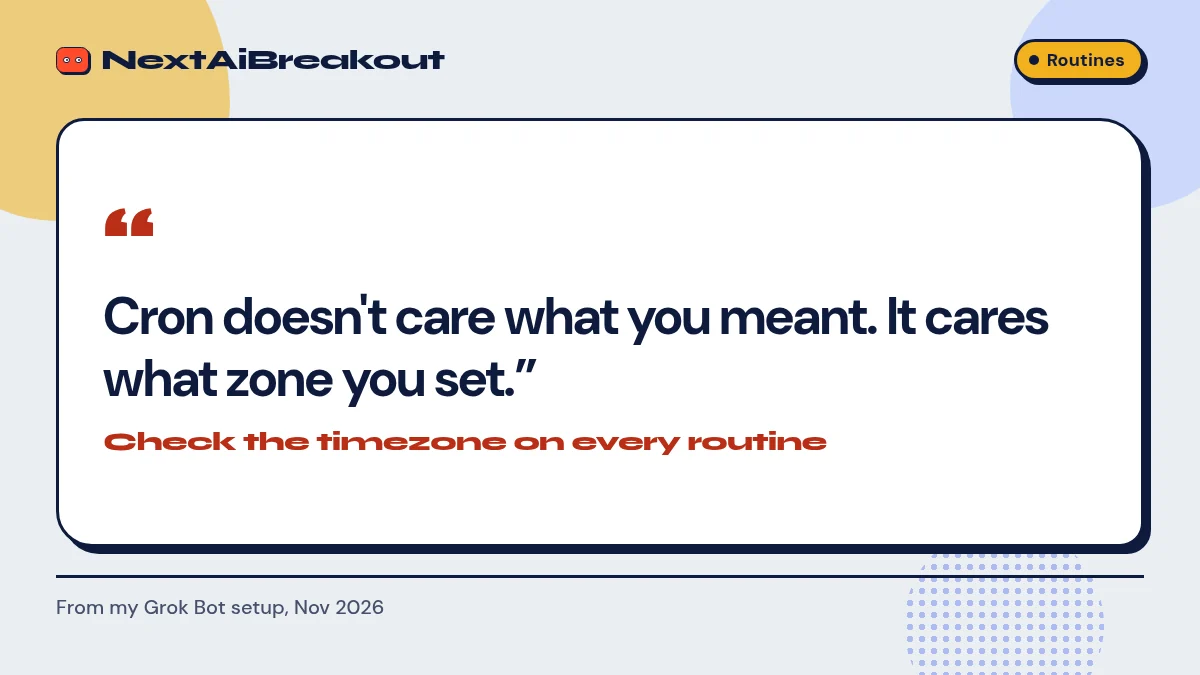 NextAiBreakout
Routines
“
Cron doesn't care what you meant. It cares
what zone you set.”
Check the timezone on every routine
From my Grok Bot setup, Nov 2026